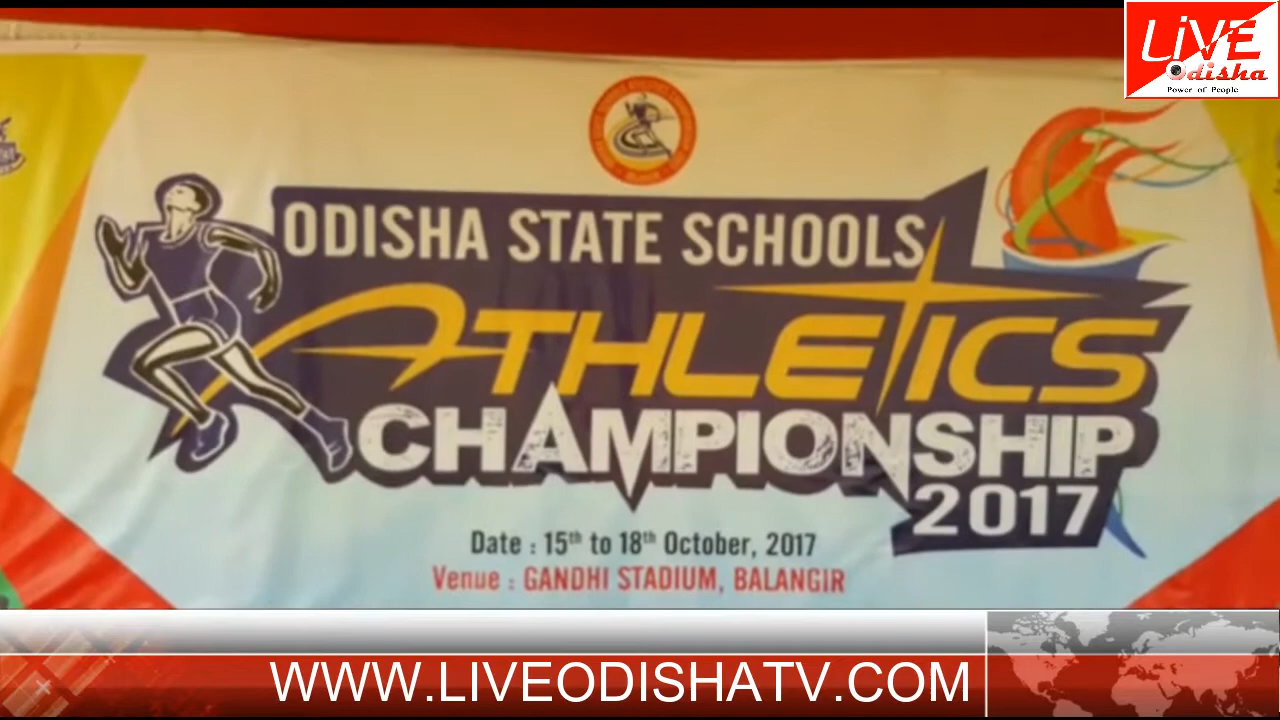 LiVE
Odisha
Power of People
ODISHA STATE SCHOOLS
ATHLETICS
CHAMPIONSHIP
2017
Date : 15th to 18th October, 2017
Venue : GANDHI STADIUM, BALANGIR
WWW.LIVEODISHATV.COM